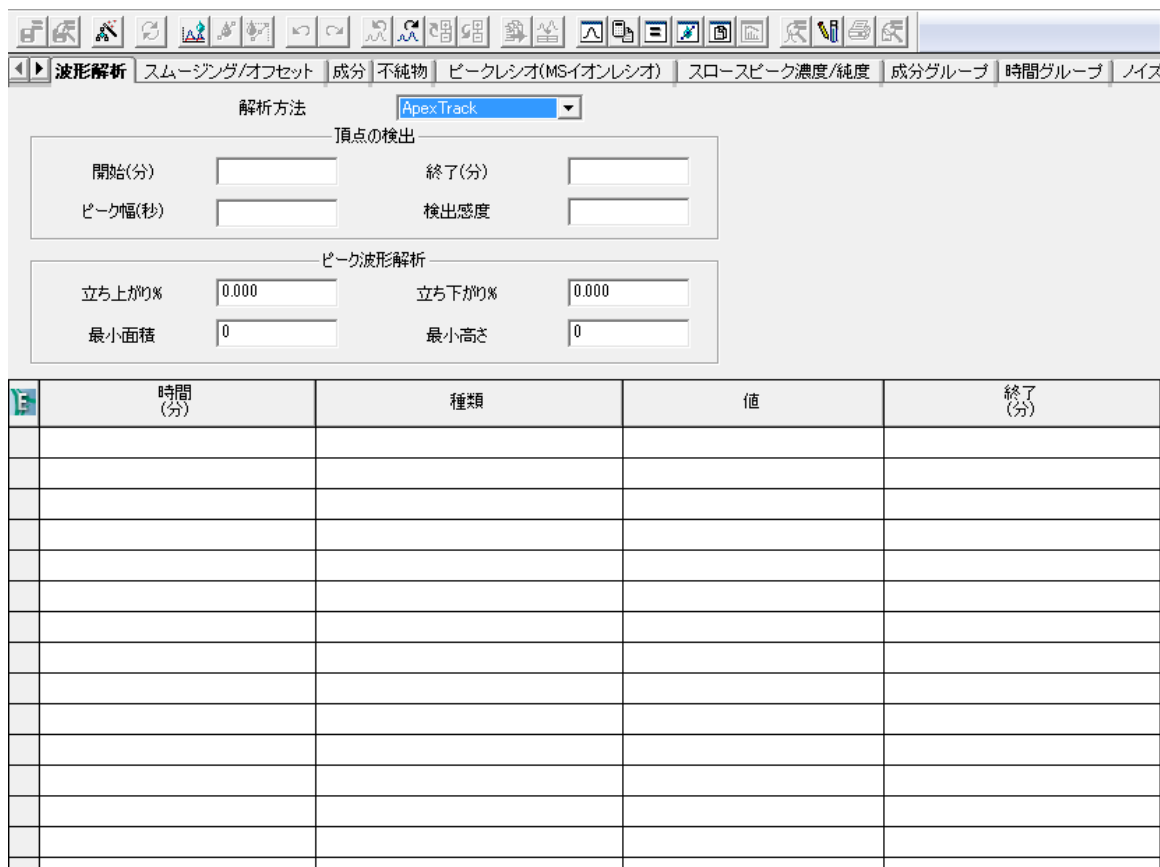 波形解析 スムージング/オフセット 成分 不純物 ピークレシオ(MSイオンレシオ) スロースピーク濃度/純度 成分グループ 時間グループ ノイズ
解析方法 ApexTrack
頂点の検出
開始(分) 終了(分)
ピーク幅(秒) 検出感度
ピーク波形解析
立ち上がり% 0.000 立ち下がり% 0.000
最小面積 0 最小高さ 0
時間 種類 値 終了
(分) (分)